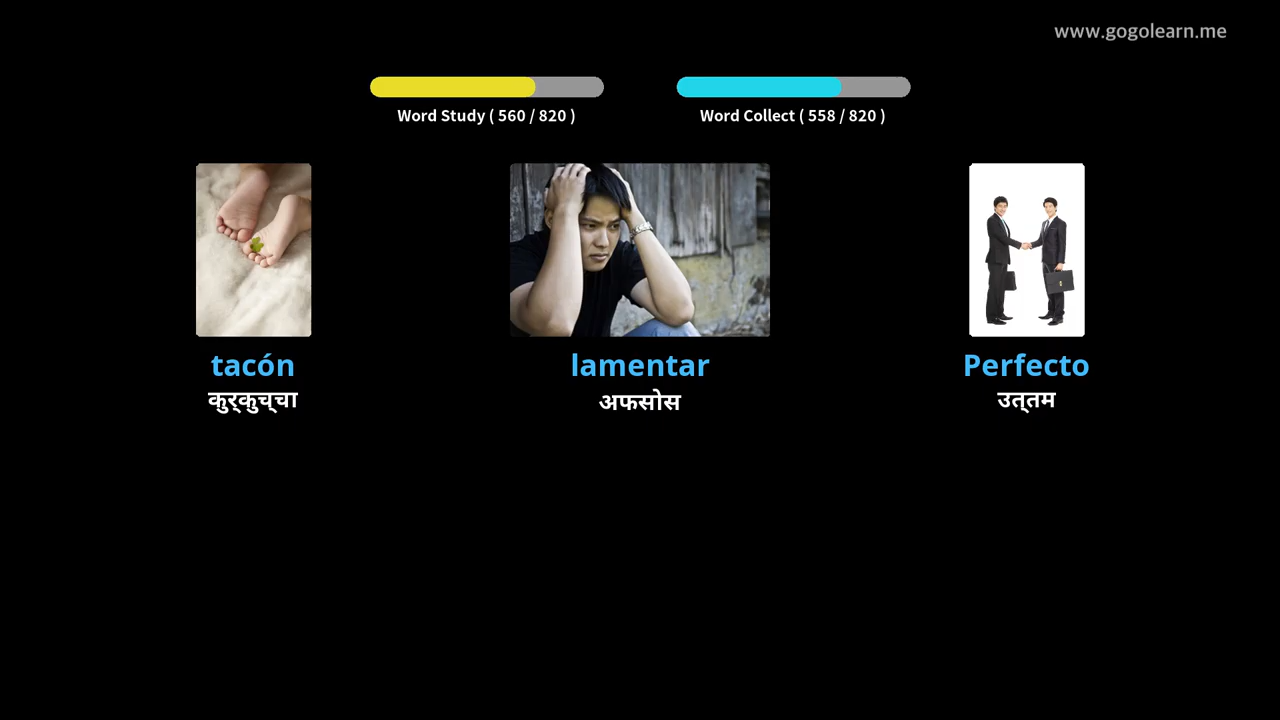 www.gogolearn.me
Word Study ( 560 / 820 )
Word Collect ( 558 / 820 )
tacón
lamentar
Perfecto
कुर्कुच्चा
अफसोस
उत्तम